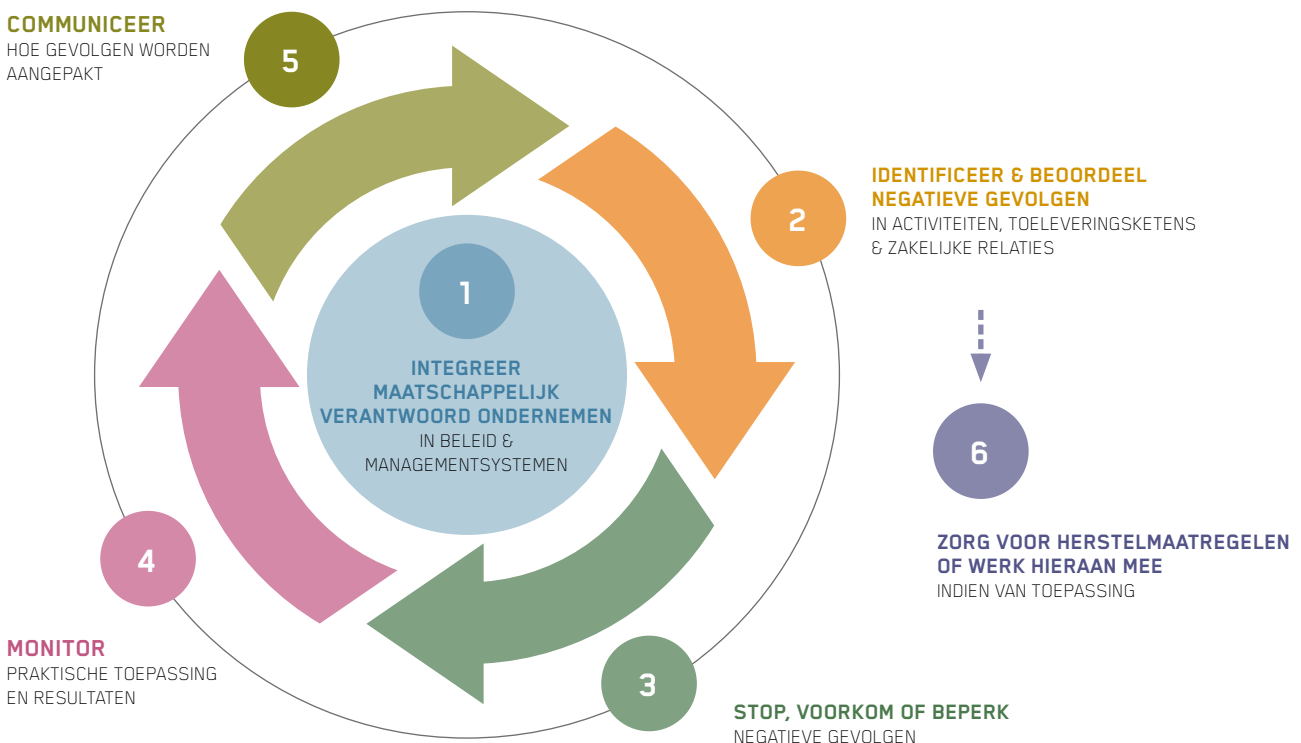 COMMUNICEER
HOE GEVOLGEN WORDEN
AANGEPAKT
5
2
IDENTIFICEER & BEOORDEEL
NEGATIEVE GEVOLGEN
IN ACTIVITEITEN, TOELEVERINGSKETENS
& ZAKELIJKE RELATIES
1
INTEGREER
MAATSCHAPPELIJK
VERANTWOORD ONDERNEMEN
IN BELEID &
MANAGEMENTSYSTEMEN
6
ZORG VOOR HERSTELMAATREGELEN
OF WERK HIERAAN MEE
INDIEN VAN TOEPASSING
4
MONITOR
PRAKTISCHE TOEPASSING
EN RESULTATEN
3
STOP, VOORKOM OF BEPERK
NEGATIEVE GEVOLGEN